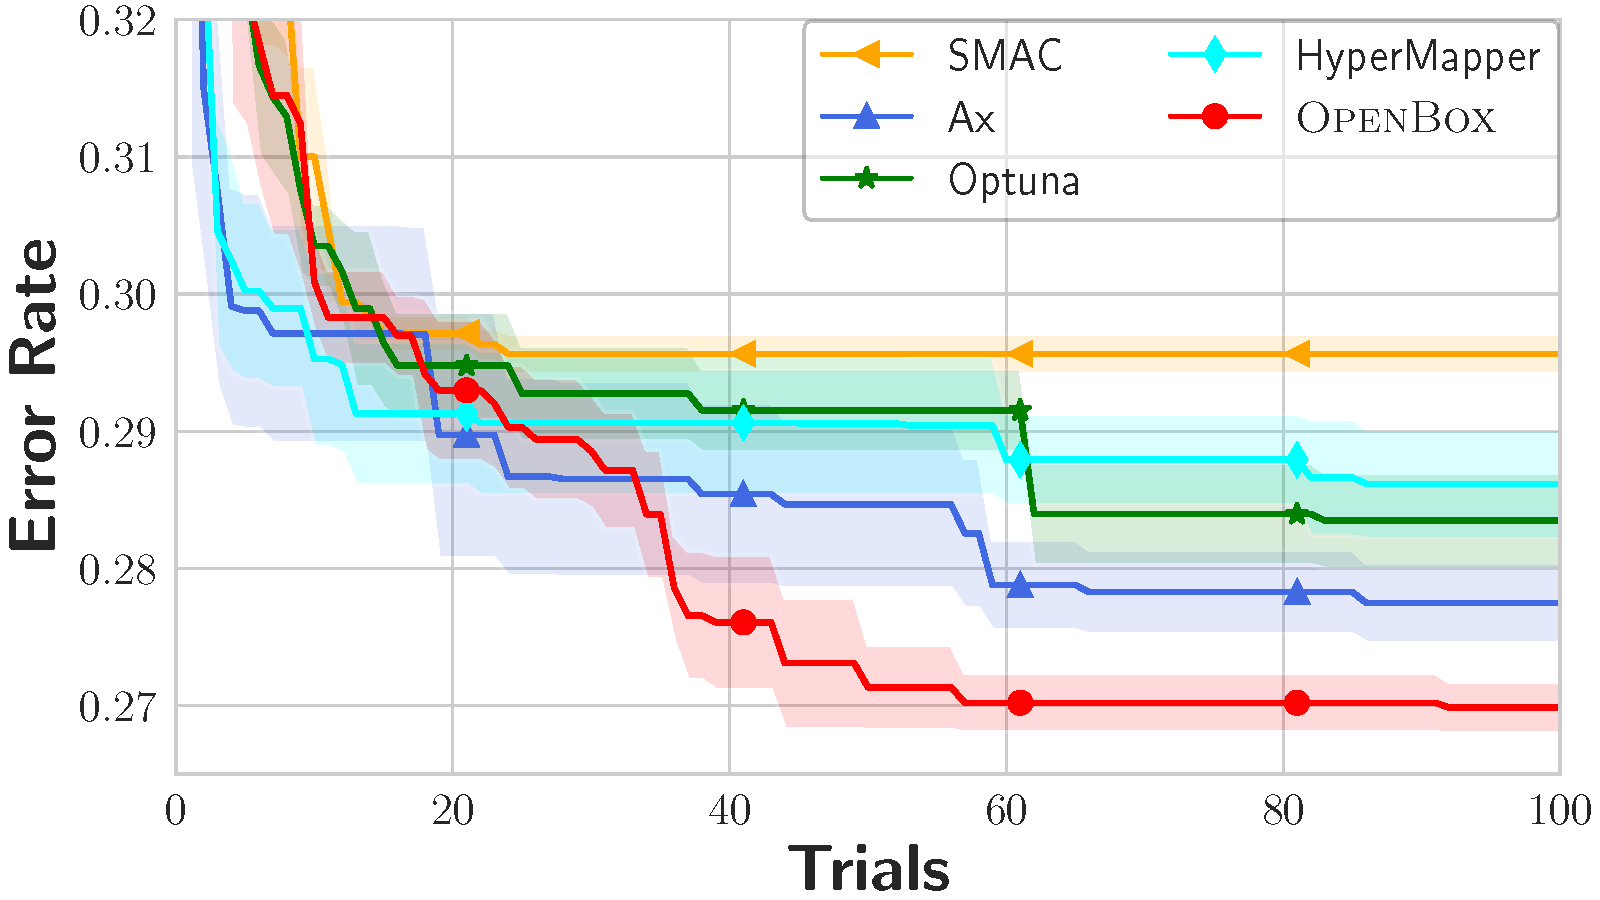 Error Rate
0.32
0.31
0.30
0.29
0.28
0.27
0 20 40 60 80 100
Trials
SMAC
Ax
Optuna
HyperMapper
OPENBOX